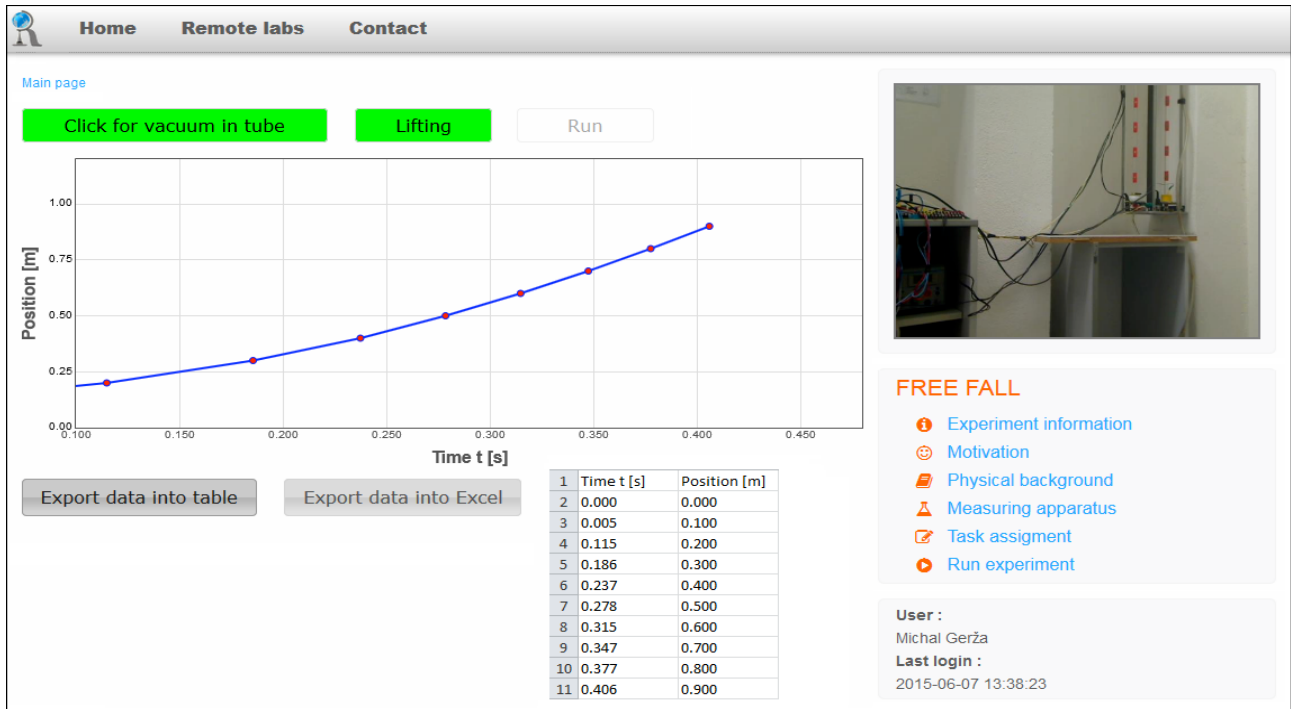 Home Remote labs Contact
Main page
Click for vacuum in tube Lifting Run
1.00
0.75
0.50
0.25
0.00
Position [m]
0.100 0.150 0.200 0.250 0.300 0.350 0.400 0.450
Time t [s]
Export data into table Export data into Excel
1 Time t [s] Position [m]
2 0.000 0.000
3 0.005 0.100
4 0.115 0.200
5 0.186 0.300
6 0.237 0.400
7 0.278 0.500
8 0.315 0.600
9 0.347 0.700
10 0.377 0.800
11 0.406 0.900
FREE FALL
Experiment information
Motivation
Physical background
Measuring apparatus
Task assigment
Run experiment
User :
Michal Gerža
Last login :
2015-06-07 13:38:23